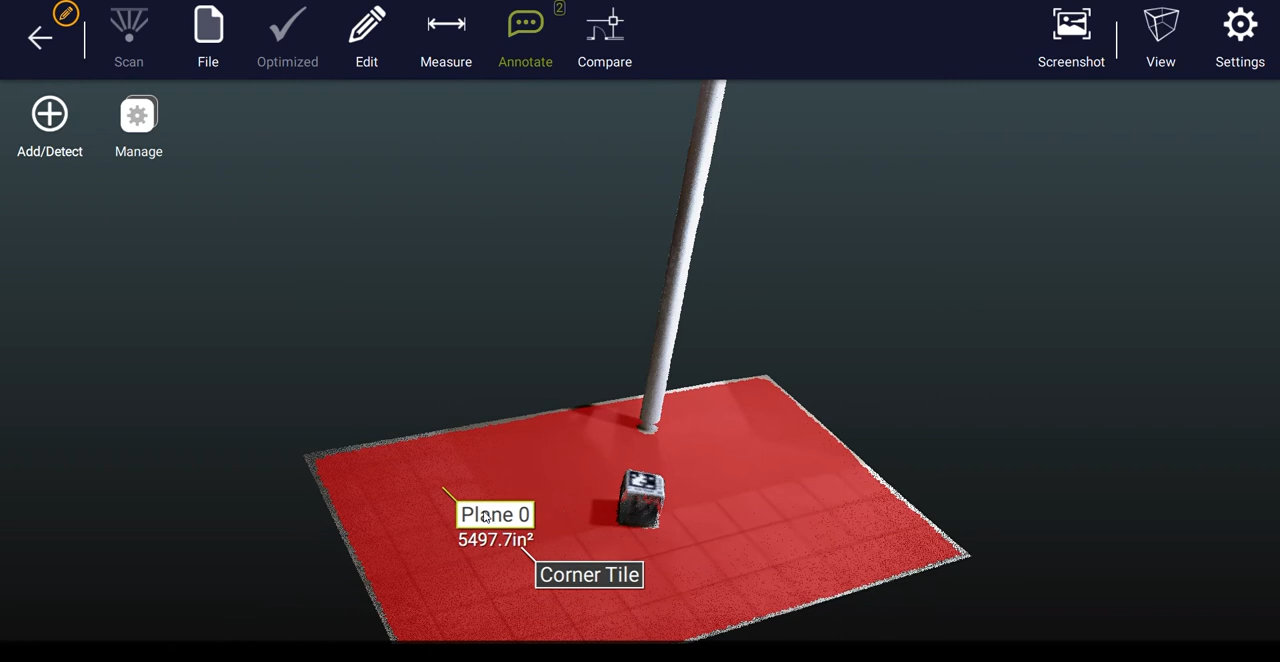 2
Scan
File
Optimized
Edit
Measure
Annotate
Compare
Screenshot
View
Settings
Add/Detect
Manage
Plane 0
5497.7in²
Corner Tile